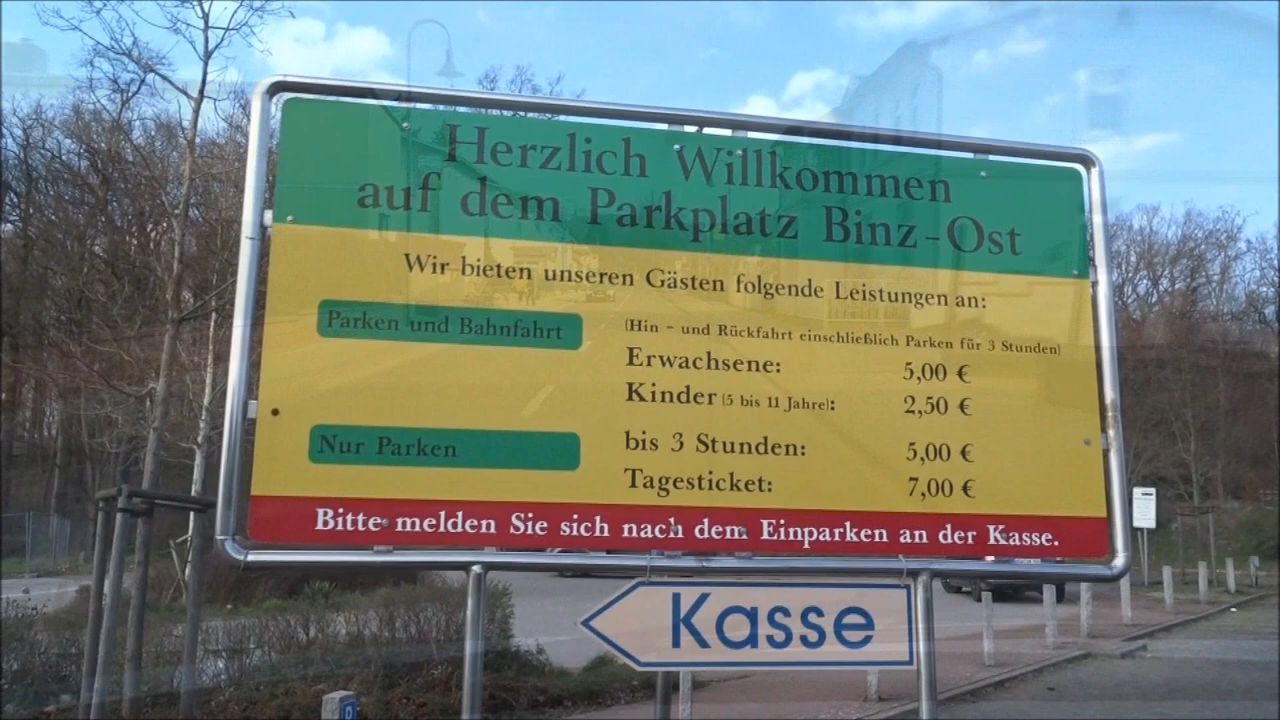 Herzlich Willkommen
auf dem Parkplatz Binz-Ost
Wir bieten unseren Gästen folgende Leistungen an:
Parken und Bahnfahrt
(Hin - und Rückfahrt einschließlich Parken für 3 Stunden)
Erwachsene: 5,00 €
Kinder (5 bis 11 Jahre): 2,50 €
Nur Parken
bis 3 Stunden: 5,00 €
Tagesticket: 7,00 €
Bitte melden Sie sich nach dem Einparken an der Kasse.
Kasse
P